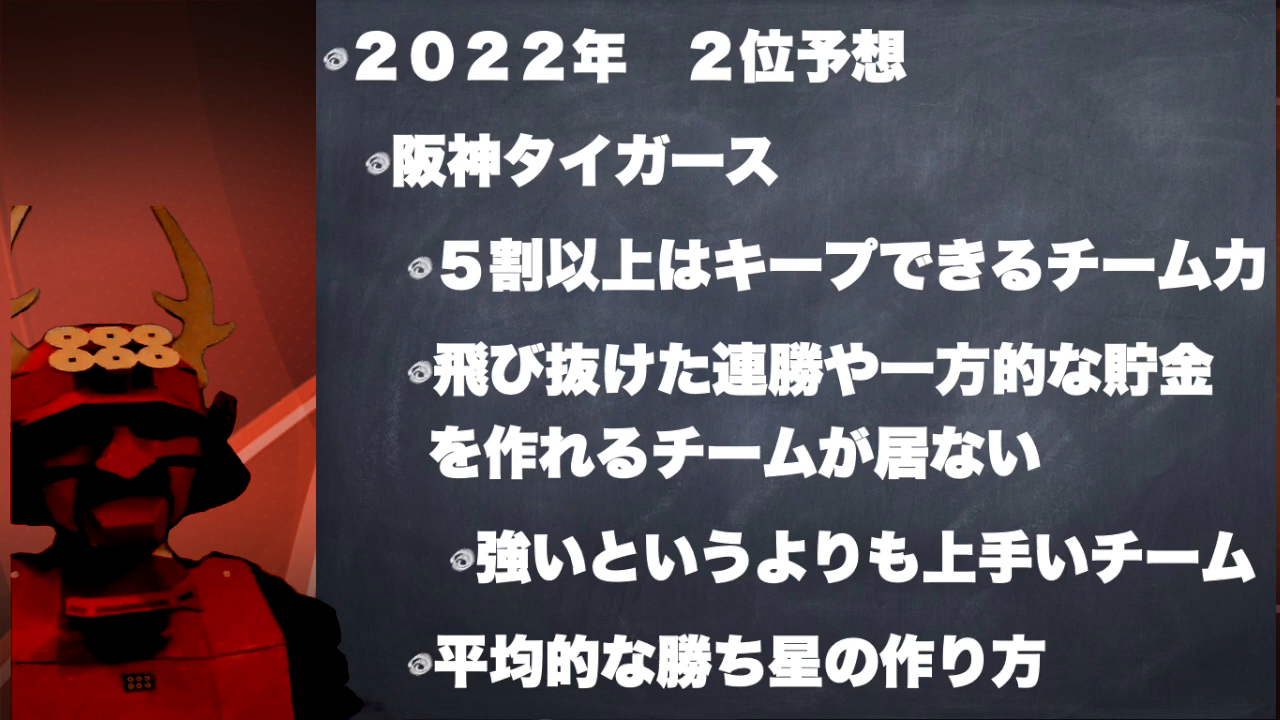 ２０２２年　２位予想
阪神タイガース
５割以上はキープできるチーム力
飛び抜けた連勝や一方的な貯金
を作れるチームが居ない
強いというよりも上手いチーム
平均的な勝ち星の作り方